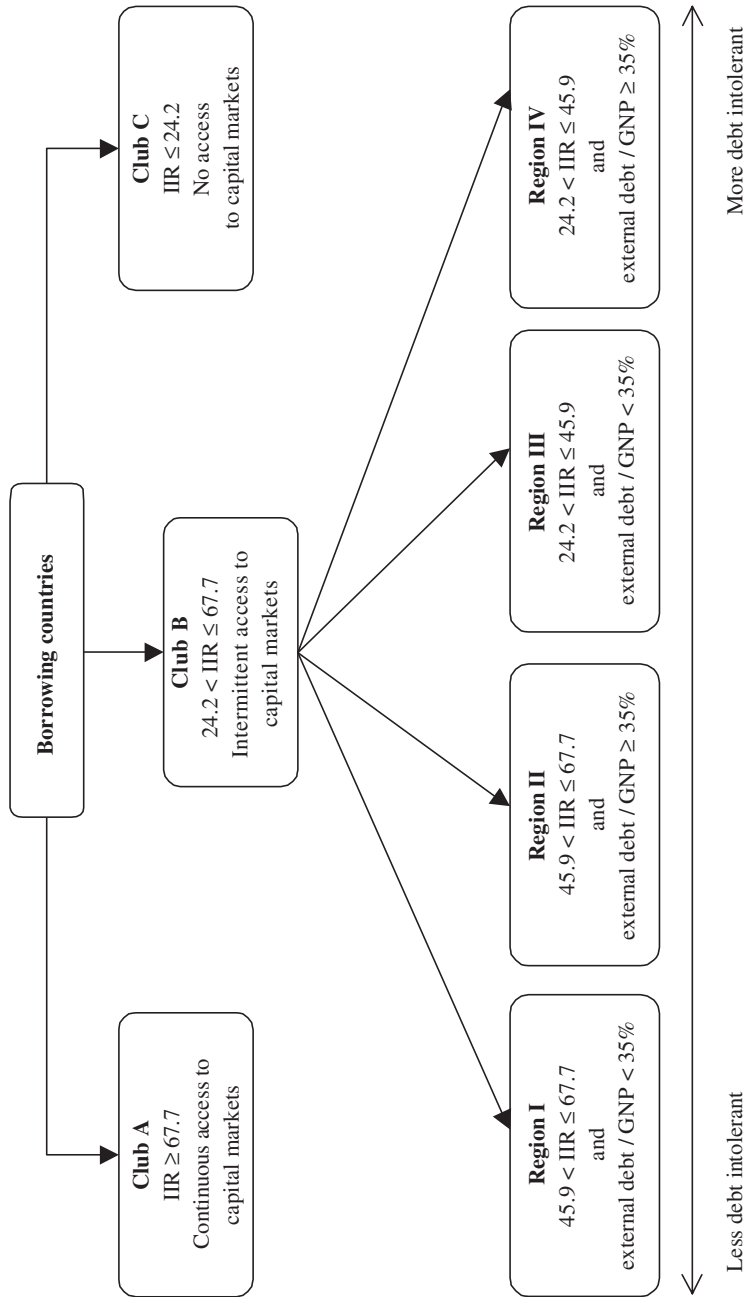 Borrowing countries
Club A
IIR ≥ 67.7
Continuous access to
capital markets
Club B
24.2 < IIR ≤ 67.7
Intermittent access to
capital markets
Club C
IIR ≤ 24.2
No access
to capital markets
Region I
45.9 < IIR ≤ 67.7
and
external debt / GNP < 35%
Region II
45.9 < IIR ≤ 67.7
and
external debt / GNP ≥ 35%
Region III
24.2 < IIR ≤ 45.9
and
external debt / GNP < 35%
Region IV
24.2 < IIR ≤ 45.9
and
external debt / GNP ≥ 35%
Less debt intolerant
More debt intolerant